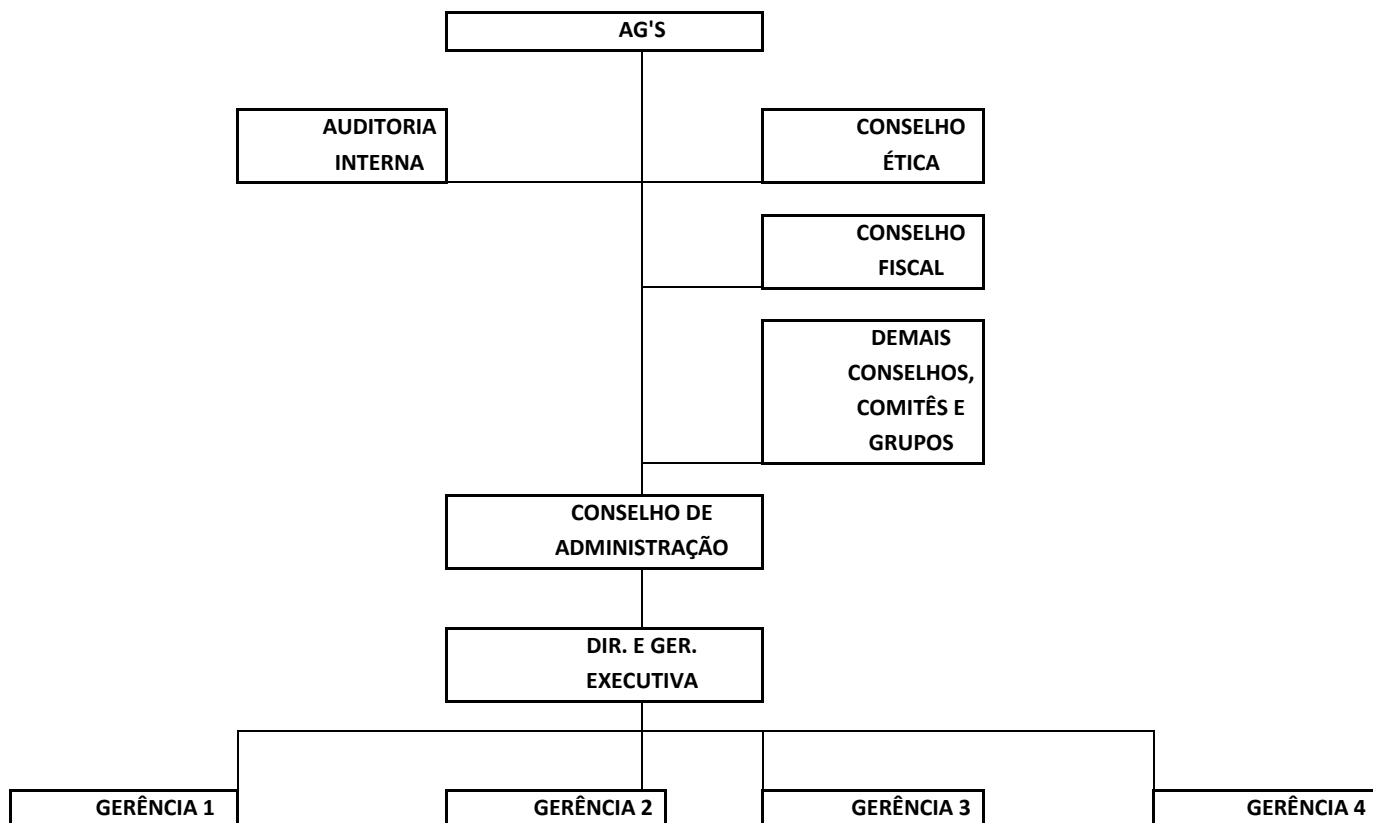 AG'S
AUDITORIA
INTERNA
CONSELHO
ÉTICA
CONSELHO
FISCAL
DEMAIS
CONSELHOS,
COMITÊS E
GRUPOS
CONSELHO DE
ADMINISTRAÇÃO
DIR. E GER.
EXECUTIVA
GERÊNCIA 1
GERÊNCIA 2
GERÊNCIA 3
GERÊNCIA 4